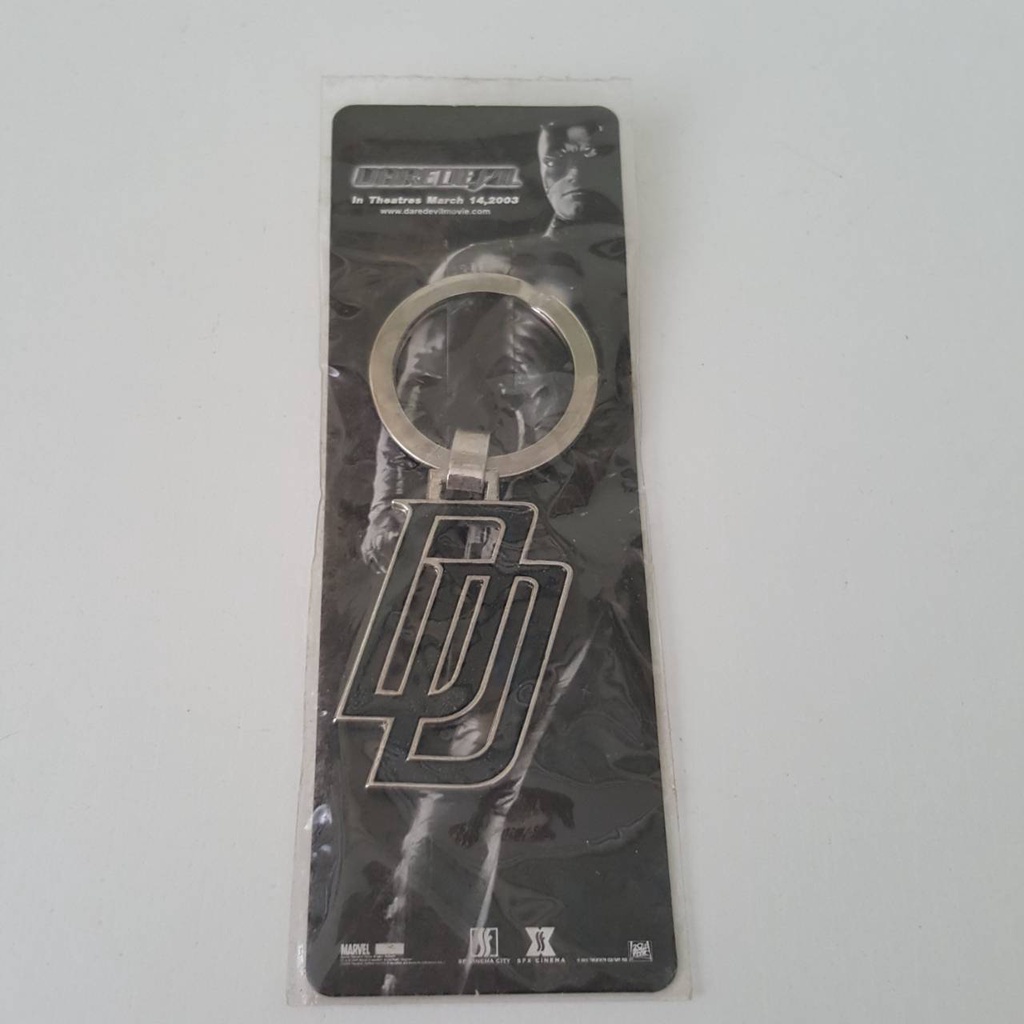 DAREDEVIL
In Theatres March 14,2003
www.daredevilmovie.com
DD
MARVEL
SF CINEMA CITY
SFX CINEMA